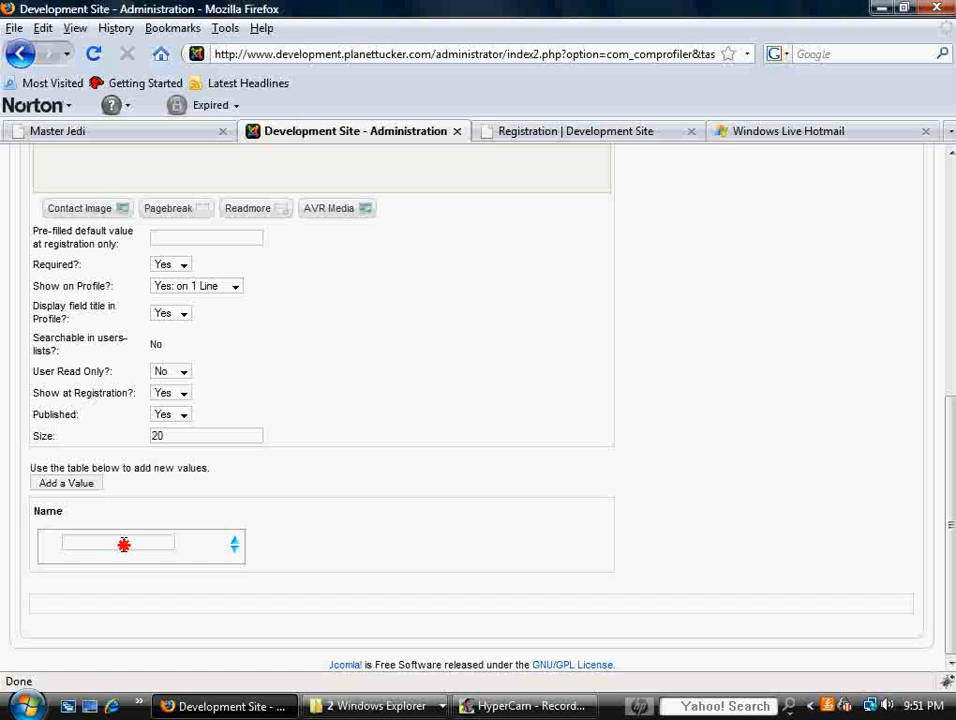 Development Site - Administration - Mozilla Firefox
File Edit View History Bookmarks Tools Help
http://www.development.planettucker.com/administrator/index2.php?option=com_comprofiler&tas
Google
Most Visited Getting Started Latest Headlines
Norton Expired
Master Jedi Development Site - Administration Registration | Development Site Windows Live Hotmail
Contact Image Pagebreak Readmore AVR Media
Pre-filled default value
at registration only:
Required?: Yes
Show on Profile?: Yes: on 1 Line
Display field title in
Profile?: Yes
Searchable in users-
lists?: No
User Read Only?: No
Show at Registration?: Yes
Published: Yes
Size: 20
Use the table below to add new values.
Add a Value
Name
Joomla! is Free Software released under the GNU/GPL License.
Done
Development Site - ... 2 Windows Explorer HyperCam - Record... Yahoo! Search 9:51 PM